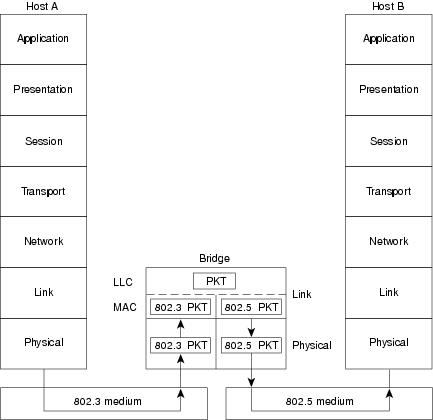 Host A
Host B
Application
Application
Presentation
Presentation
Session
Session
Transport
Transport
Network
Network
Bridge
LLC
PKT
Link
Link
Link
MAC
802.3 PKT
802.5 PKT
Physical
802.3 PKT
802.5 PKT
Physical
Physical
802.3 medium
802.5 medium